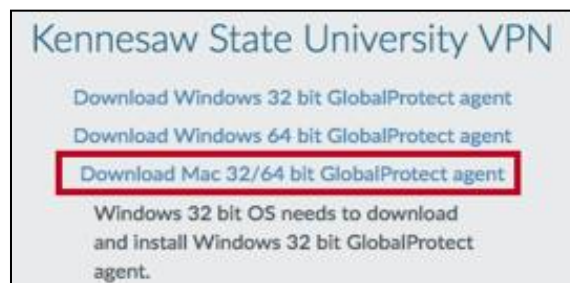 Kennesaw State University VPN
Download Windows 32 bit GlobalProtect agent
Download Windows 64 bit GlobalProtect agent
Download Mac 32/64 bit GlobalProtect agent
Windows 32 bit OS needs to download
and install Windows 32 bit GlobalProtect
agent.